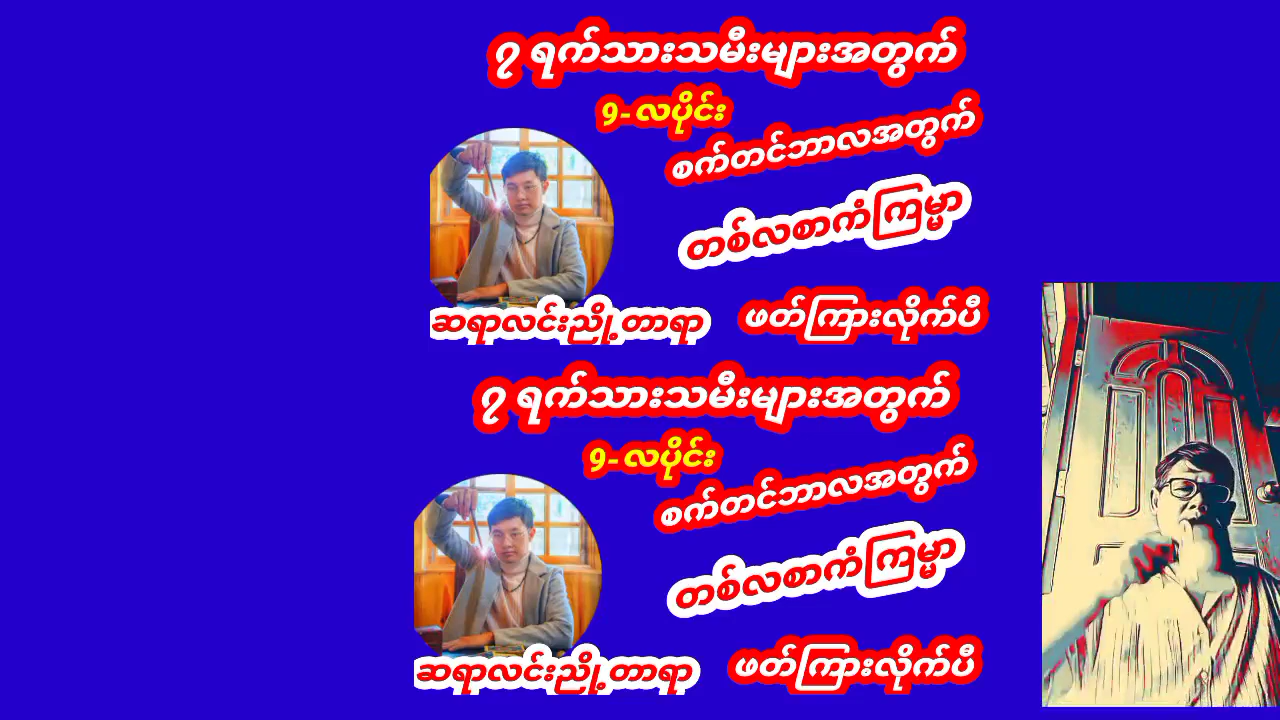 ၇ ရက်သားသမီးများအတွက်
9-လပိုင်း
စက်တင်ဘာလအတွက်
တစ်လစာကံကြမ္မာ
ဆရာလင်းညို့တာရာ
ဖတ်ကြားလိုက်ပီ
၇ ရက်သားသမီးများအတွက်
9-လပိုင်း
စက်တင်ဘာလအတွက်
တစ်လစာကံကြမ္မာ
ဆရာလင်းညို့တာရာ
ဖတ်ကြားလိုက်ပီ